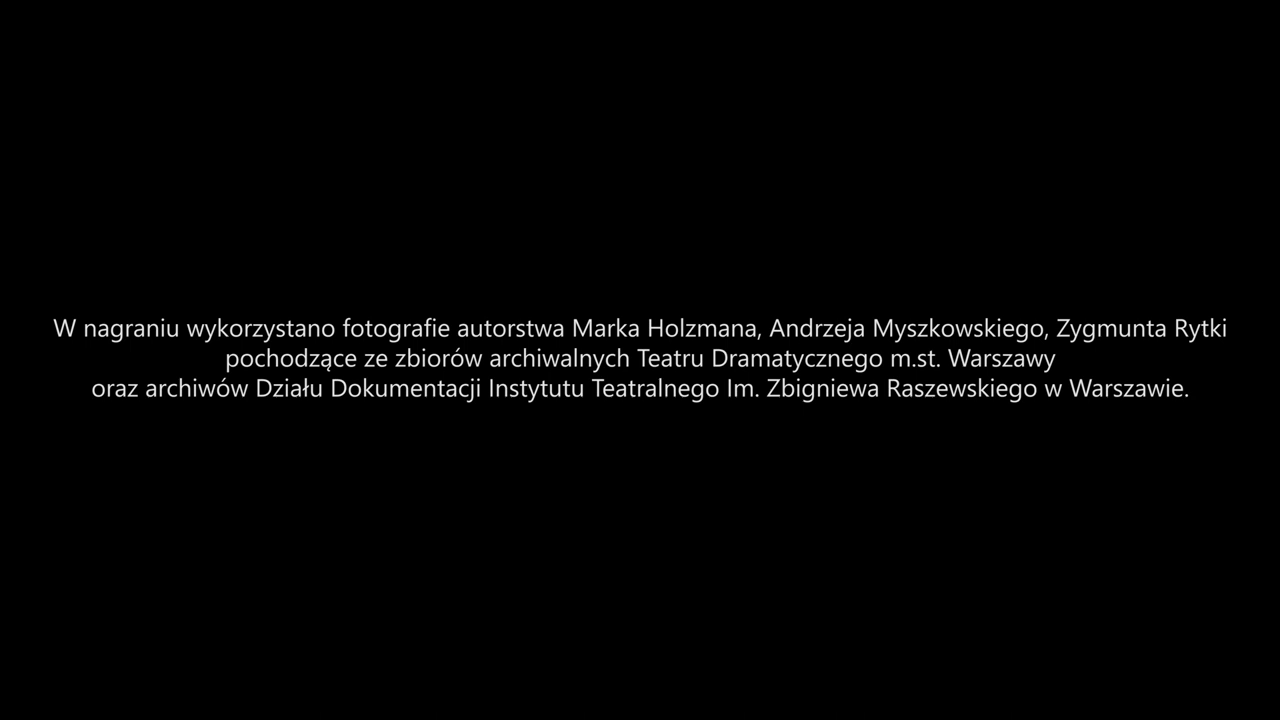 W nagraniu wykorzystano fotografie autorstwa Marka Holzmana, Andrzeja Myszkowskiego, Zygmunta Rytki
pochodzące ze zbiorów archiwalnych Teatru Dramatycznego m.st. Warszawy
oraz archiwów Działu Dokumentacji Instytutu Teatralnego Im. Zbigniewa Raszewskiego w Warszawie.